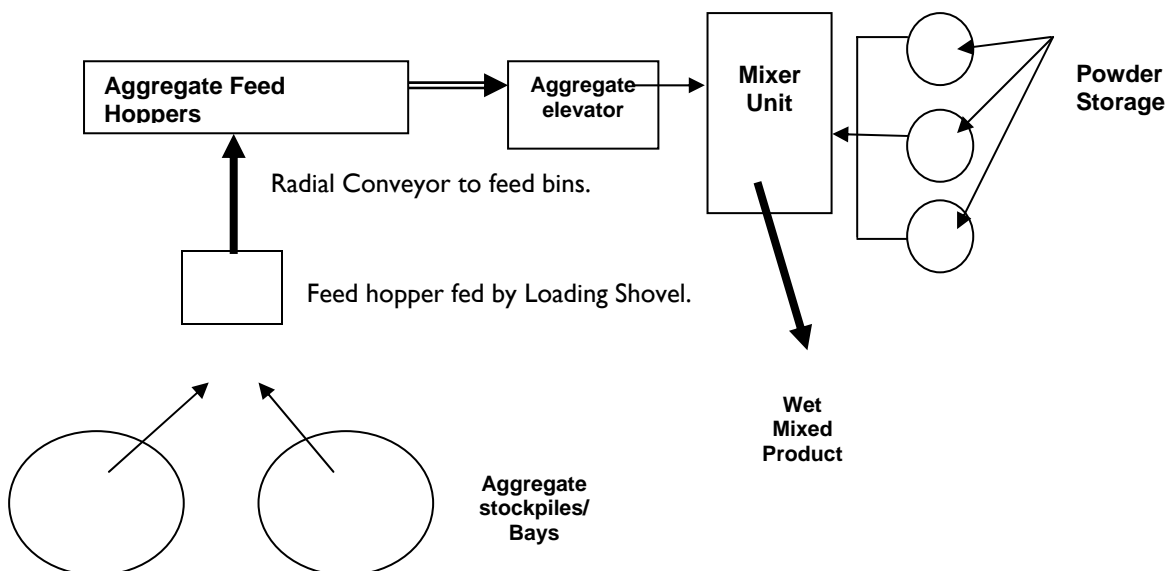 Aggregate Feed
Hoppers
Aggregate
elevator
Mixer
Unit
Powder
Storage
Radial Conveyor to feed bins.
Feed hopper fed by Loading Shovel.
Wet
Mixed
Product
Aggregate
stockpiles/
Bays